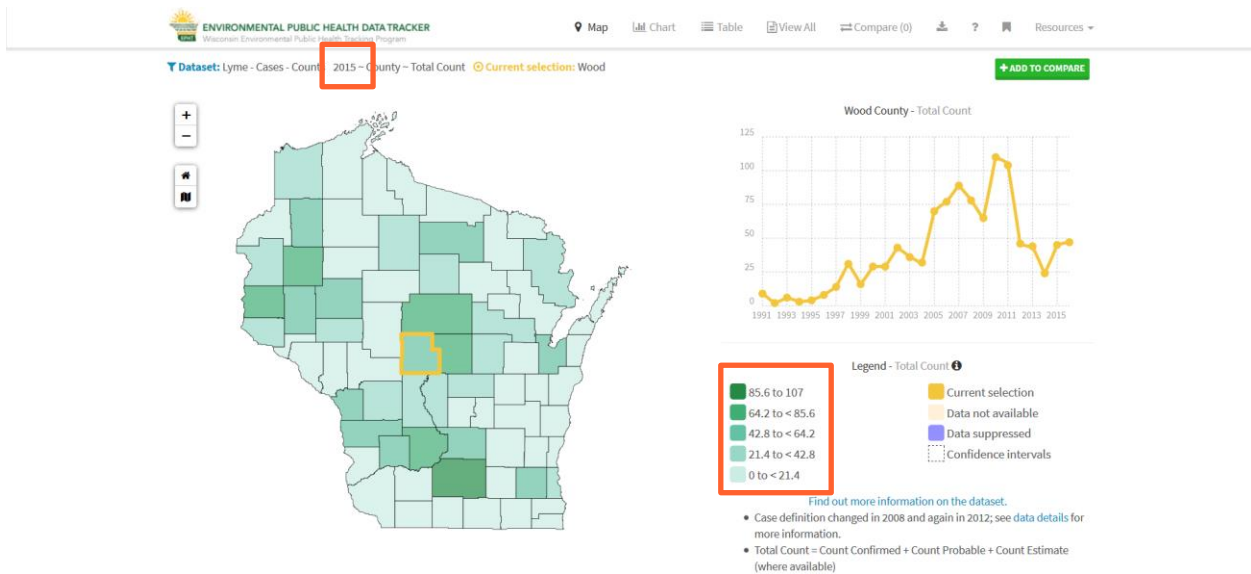 ENVIRONMENTAL PUBLIC HEALTH DATA TRACKER
Wisconsin Environmental Public Health Tracking Program
Map Chart Table View All Compare (0) ? Resources
Dataset: Lyme - Cases - Count 2015 ~ County ~ Total Count Current selection: Wood
+ ADD TO COMPARE
+
−
Wood County - Total Count
125
100
75
50
25
0
1991 1993 1995 1997 1999 2001 2003 2005 2007 2009 2011 2013 2015
Legend - Total Count
85.6 to 107
64.2 to < 85.6
42.8 to < 64.2
21.4 to < 42.8
0 to < 21.4
Current selection
Data not available
Data suppressed
Confidence intervals
Find out more information on the dataset.
• Case definition changed in 2008 and again in 2012; see data details for
more information.
• Total Count = Count Confirmed + Count Probable + Count Estimate
(where available)